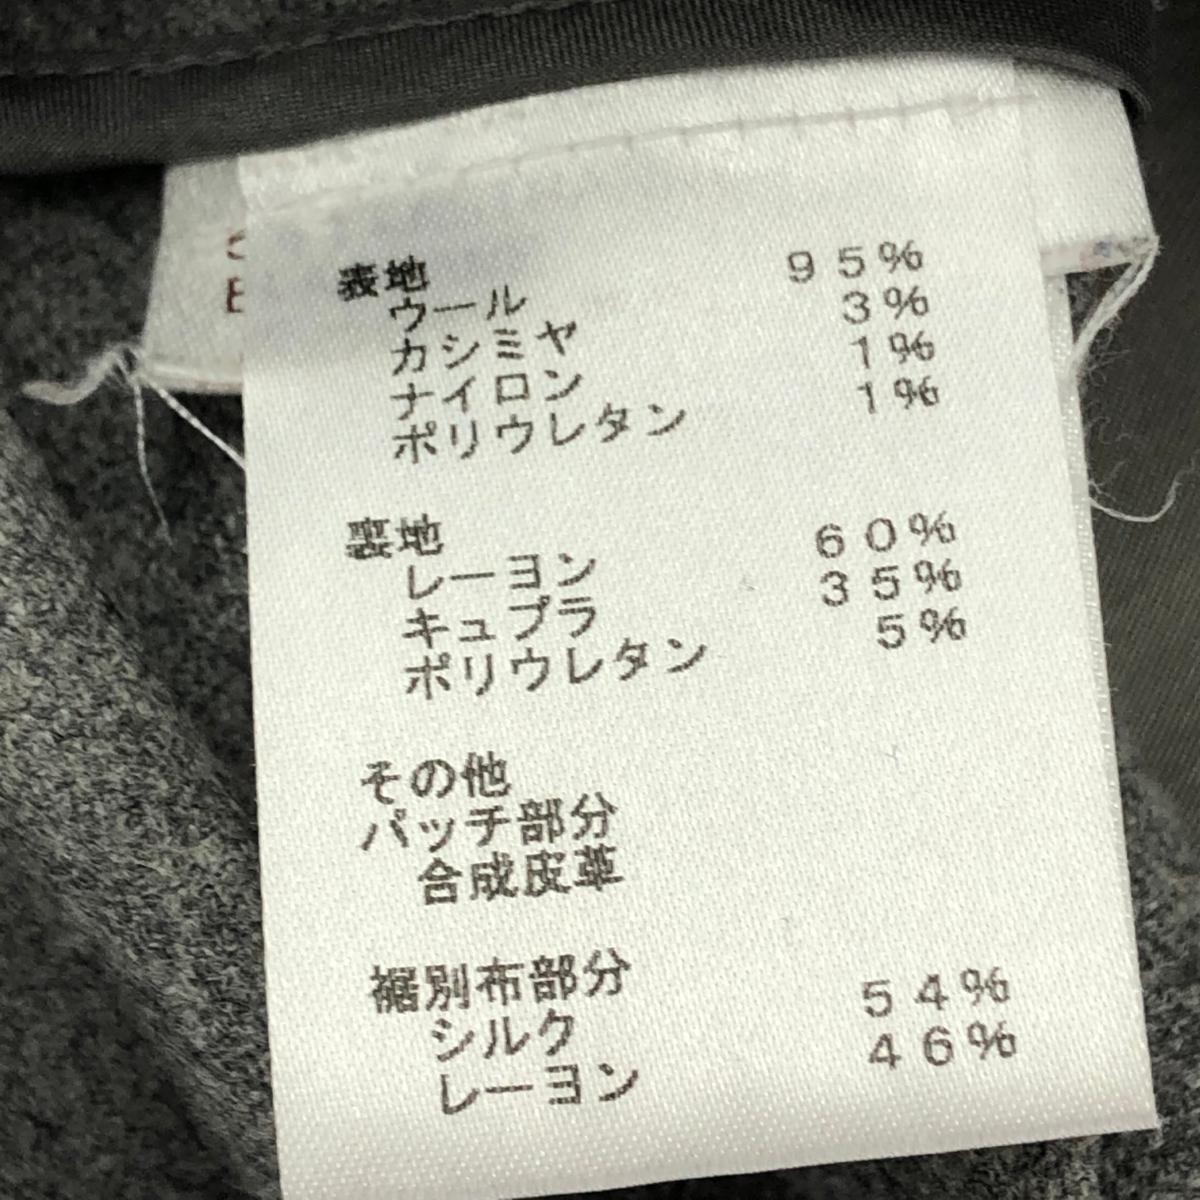 表地
ウール 95%
カシミヤ 3%
ナイロン 1%
ポリウレタン 1%
裏地
レーヨン 60%
キュプラ 35%
ポリウレタン 5%
その他
パッチ部分
合成皮革
裾別布部分
シルク 54%
レーヨン 46%